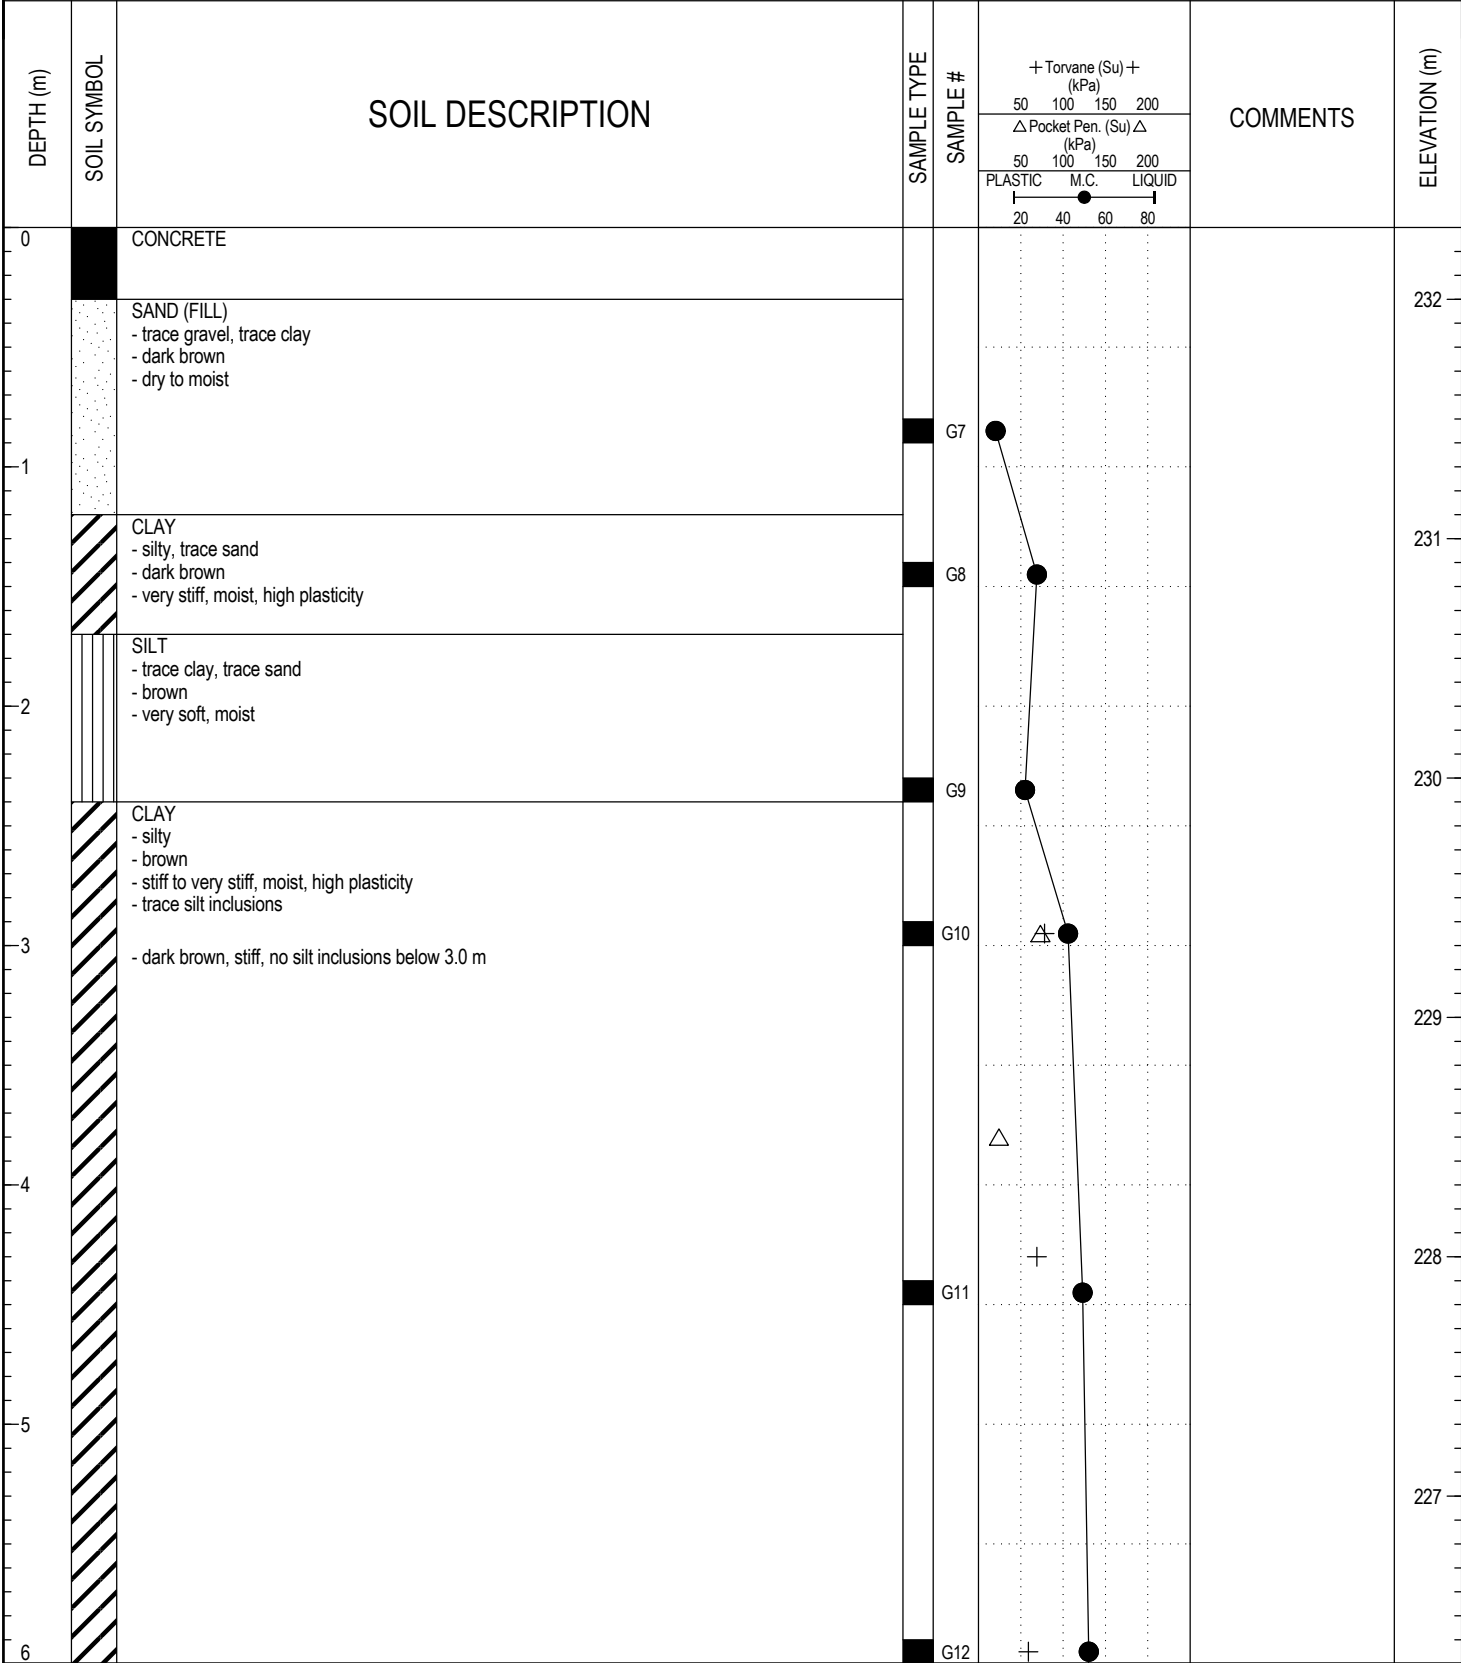 DEPTH (m)
SOIL SYMBOL
SOIL DESCRIPTION
SAMPLE TYPE
SAMPLE #
+ Torvane (Su) +
(kPa)
50 100 150 200
△ Pocket Pen. (Su) △
(kPa)
50 100 150 200
PLASTIC M.C. LIQUID
20 40 60 80
COMMENTS
ELEVATION (m)
0
CONCRETE
SAND (FILL)
232
- trace gravel, trace clay
- dark brown
- dry to moist
G7
1
CLAY
- silty, trace sand
231
- dark brown
G8
- very stiff, moist, high plasticity
SILT
- trace clay, trace sand
- brown
2
- very soft, moist
230
G9
CLAY
- silty
- brown
- stiff to very stiff, moist, high plasticity
- trace silt inclusions
G10
3
- dark brown, stiff, no silt inclusions below 3.0 m
229
4
228
G11
5
227
6
G12